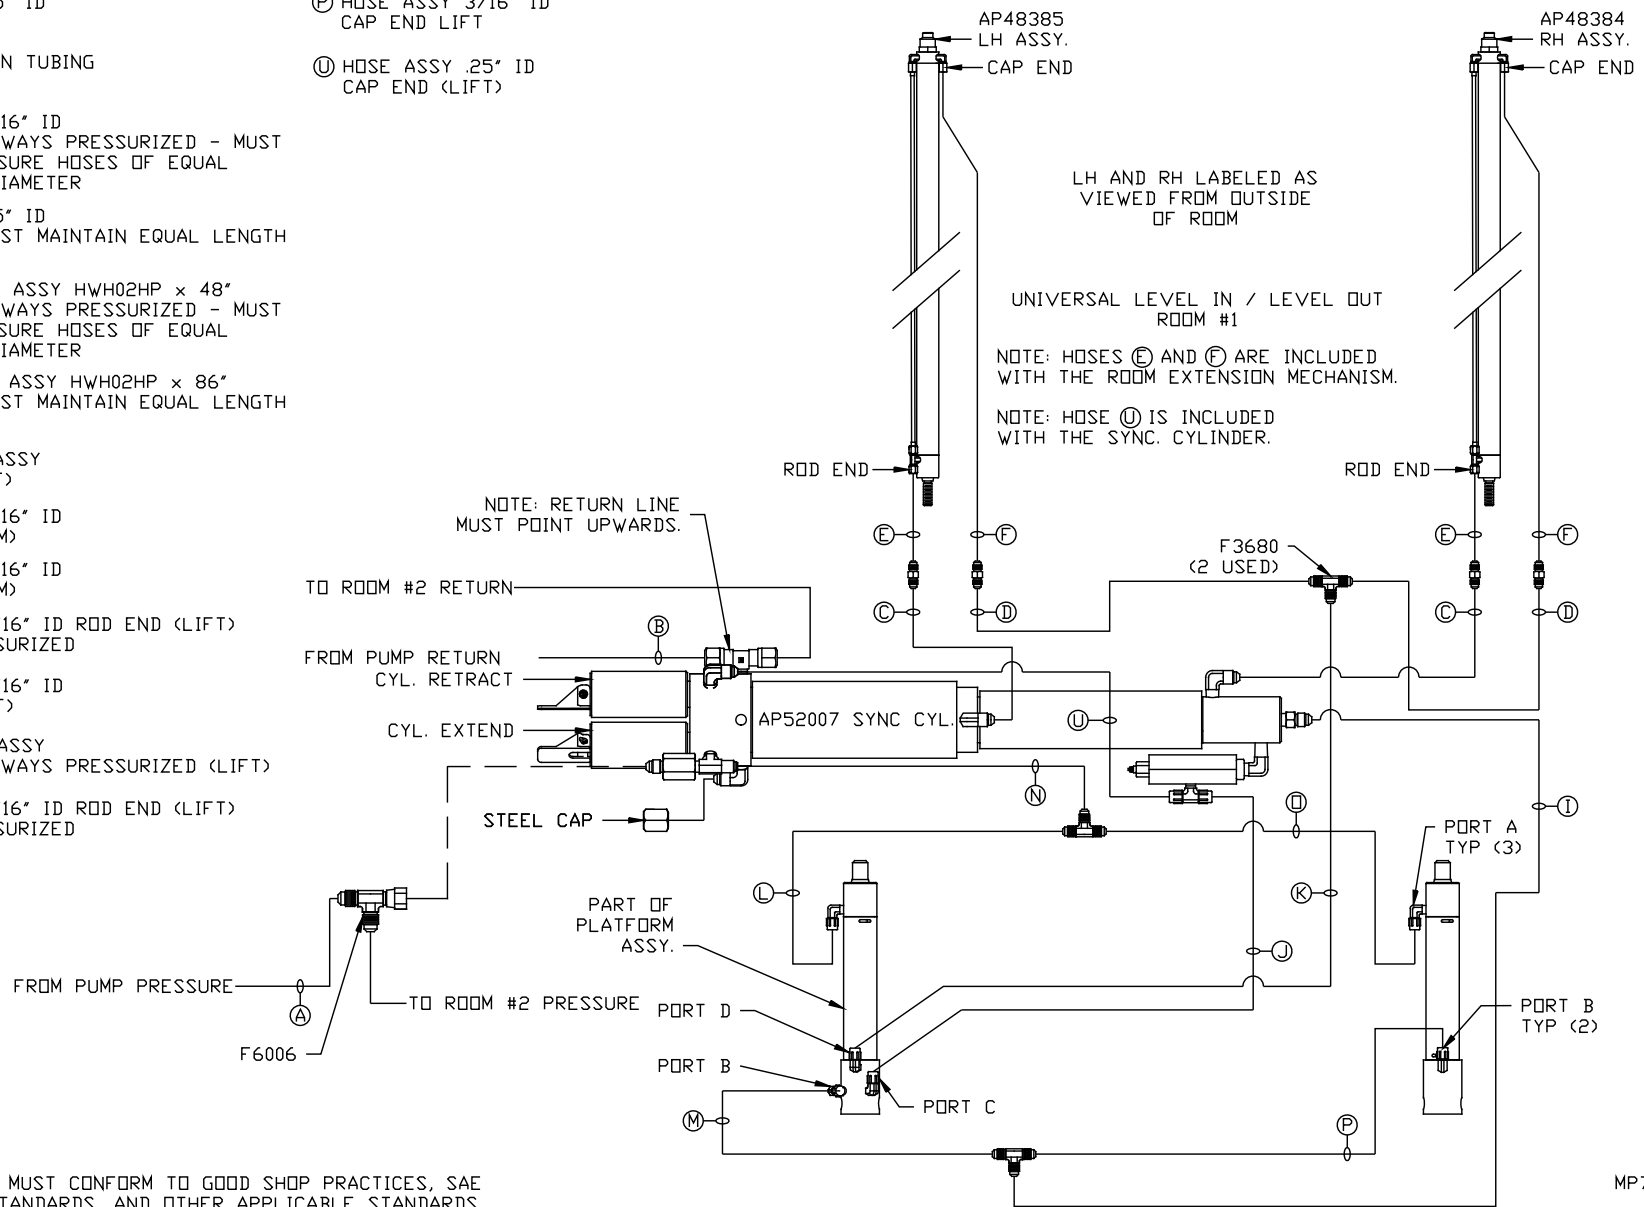 5" ID
(P) HOSE ASSY 3/16" ID
CAP END LIFT
N TUBING
(U) HOSE ASSY .25" ID
CAP END (LIFT)
16" ID
WAYS PRESSURIZED - MUST
SURE HOSES OF EQUAL
IAMETER
5" ID
ST MAINTAIN EQUAL LENGTH
ASSY HWH02HP x 48"
WAYS PRESSURIZED - MUST
SURE HOSES OF EQUAL
IAMETER
ASSY HWH02HP x 86"
ST MAINTAIN EQUAL LENGTH
ASSY
T)
16" ID
M)
16" ID
M)
16" ID ROD END (LIFT)
SURIZED
/16" ID
T)
ASSY
WAYS PRESSURIZED (LIFT)
/16" ID ROD END (LIFT)
SURIZED
AP48385
LH ASSY.
CAP END
AP48384
RH ASSY.
CAP END
LH AND RH LABELED AS
VIEWED FROM OUTSIDE
OF ROOM
UNIVERSAL LEVEL IN / LEVEL OUT
ROOM #1
NOTE: HOSES (E) AND (F) ARE INCLUDED
WITH THE ROOM EXTENSION MECHANISM.
NOTE: HOSE (U) IS INCLUDED
WITH THE SYNC. CYLINDER.
ROD END
ROD END
NOTE: RETURN LINE
MUST POINT UPWARDS.
E
F
F3680
(2 USED)
E
F
TO ROOM #2 RETURN
C
D
C
D
B
FROM PUMP RETURN
CYL. RETRACT
AP52007 SYNC CYL.
U
CYL. EXTEND
N
O
I
STEEL CAP
PORT A
TYP (3)
L
K
PART OF
PLATFORM
ASSY.
J
FROM PUMP PRESSURE
A
TO ROOM #2 PRESSURE
PORT D
PORT B
TYP (2)
F6006
PORT B
PORT C
M
P
MUST CONFORM TO GOOD SHOP PRACTICES, SAE
STANDARDS, AND OTHER APPLICABLE STANDARDS
MP7